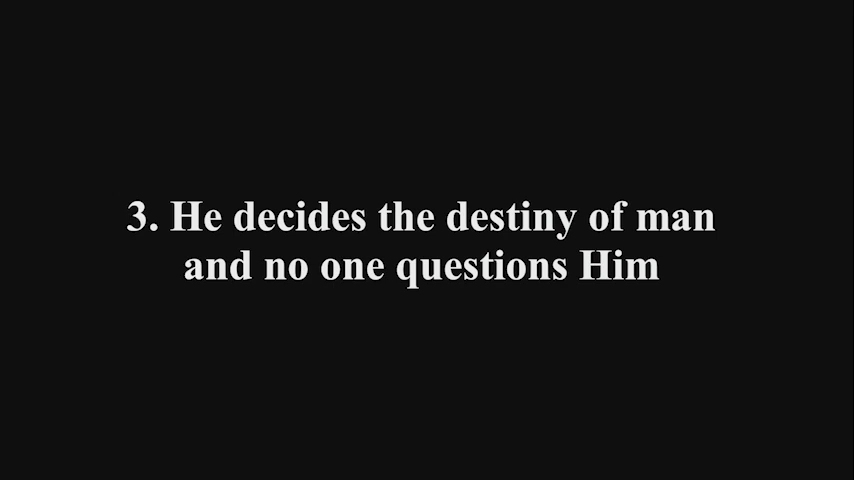 3. He decides the destiny of man
and no one questions Him